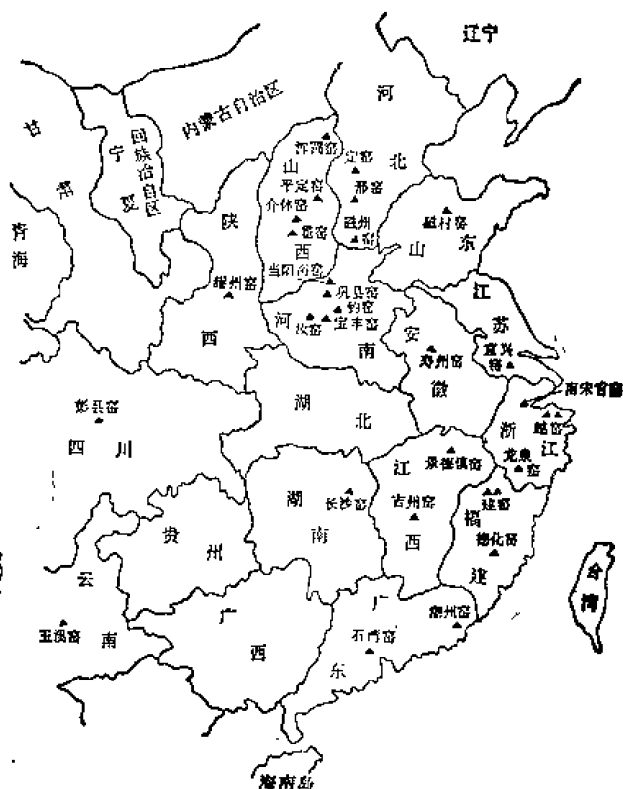 辽宁
河
北
内蒙古自治区
甘
肃
宁
夏
回族
自治区
青海
山
西
浑源窑
平定窑
介休窑
霍窑
定窑
邢窑
磁州
窑
陕
西
耀州窑
山
东
磁村窑
当阳峪窑
巩县窑
钧窑
汝窑
宝丰窑
河
南
江
苏
宜兴
窑
安
徽
寿州窑
南宋官窑
浙
江
越窑
龙泉
窑
彭县窑
四
川
湖
北
湖
南
长沙窑
江
西
景德镇窑
吉州窑
福
建
建窑
德化窑
贵
州
云
南
玉溪窑
广
西
广
东
石湾窑
潮州窑
台湾
海南岛